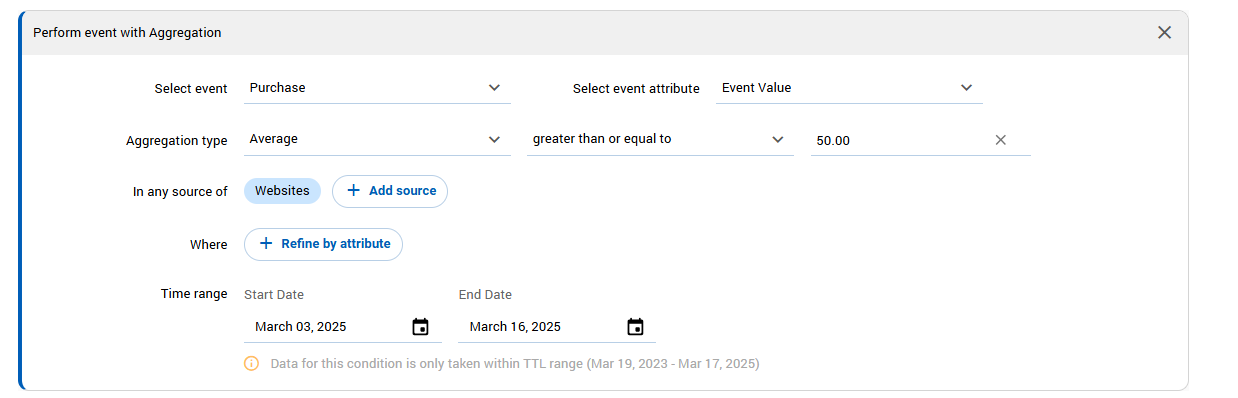 Perform event with Aggregation
Select event Purchase Select event attribute Event Value
Aggregation type Average greater than or equal to 50.00
In any source of Websites Add source
Where Refine by attribute
Time range Start Date End Date
March 03, 2025 March 16, 2025
Data for this condition is only taken within TTL range (Mar 19, 2023 - Mar 17, 2025)